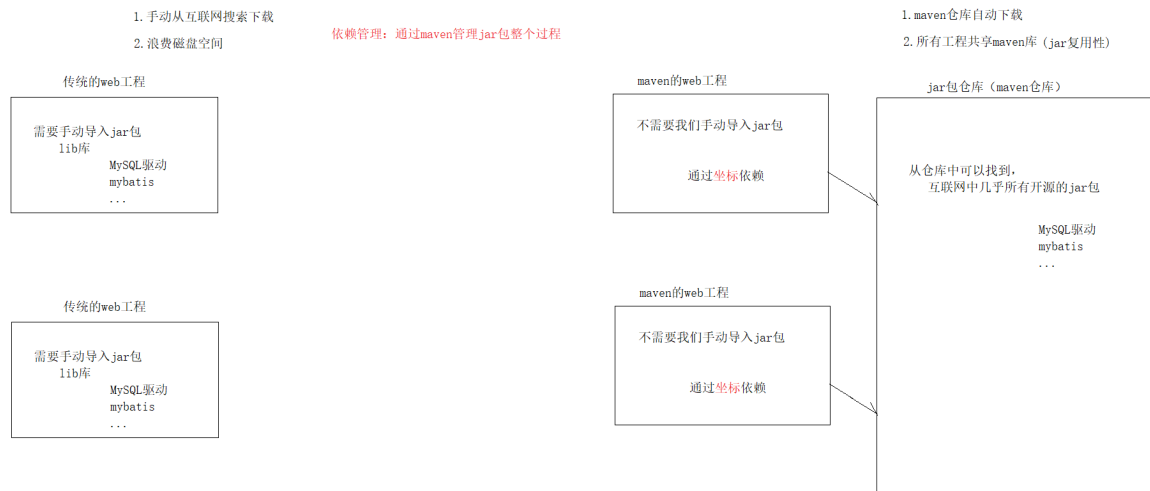 1.手动从互联网搜索下载
2.浪费磁盘空间
依赖管理：通过maven管理jar包整个过程
1.maven仓库自动下载
2.所有工程共享maven库（jar复用性）
传统的web工程
需要手动导入jar包
lib库
MySQL驱动
mybatis
...
maven的web工程
不需要我们手动导入jar包
通过坐标依赖
jar包仓库（maven仓库）
从仓库中可以找到，
互联网中几乎所有开源的jar包
MySQL驱动
mybatis
...
传统的web工程
需要手动导入jar包
lib库
MySQL驱动
mybatis
...
maven的web工程
不需要我们手动导入jar包
通过坐标依赖